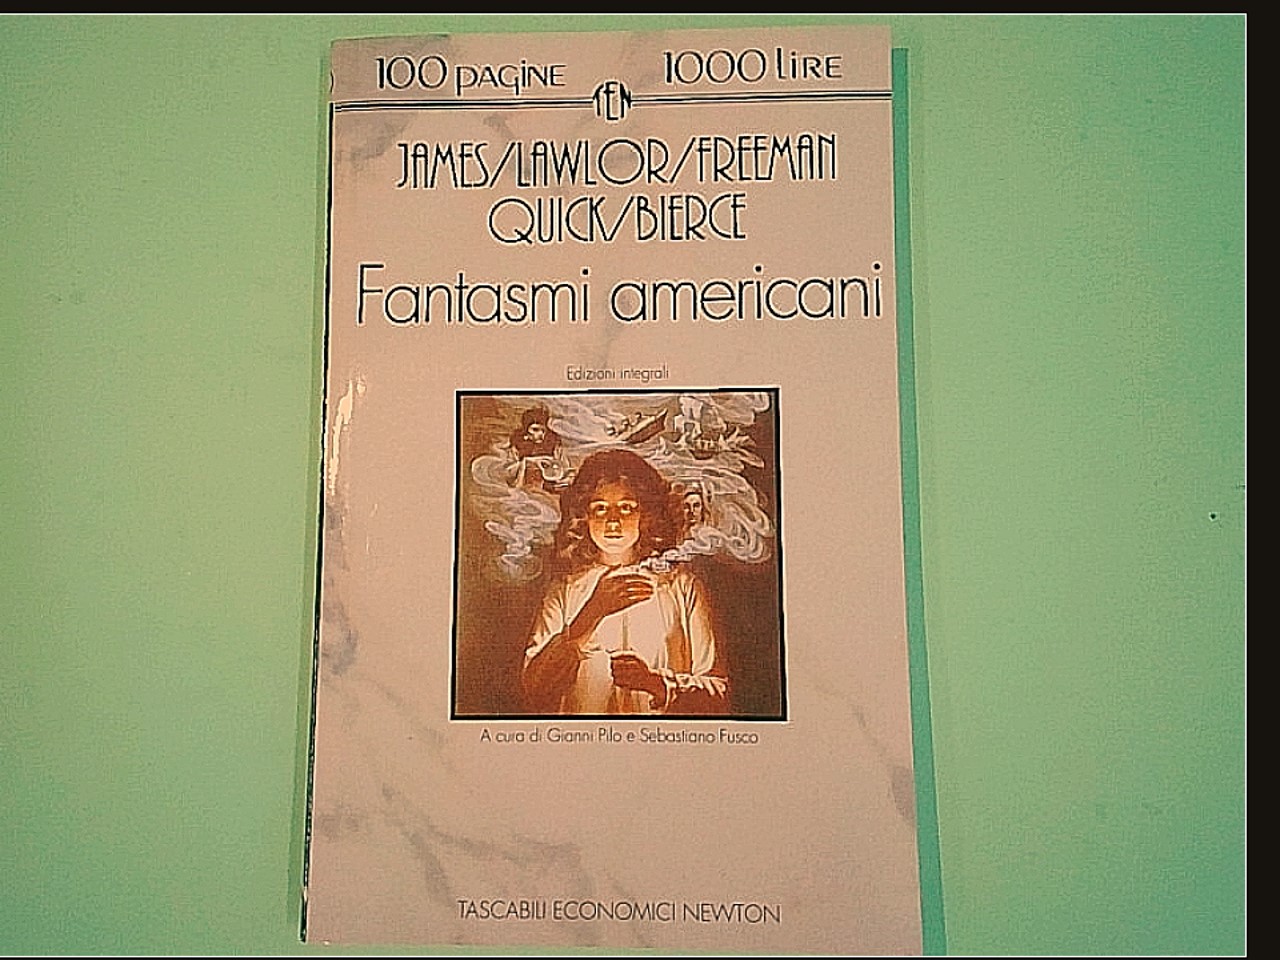 100 pagine 1000 lire
TEN
JAMES/LAWLOR/FREEMAN
QUICK/BIERCE
Fantasmi americani
Edizioni integrali
A cura di Gianni Pilo e Sebastiano Fusco
TASCABILI ECONOMICI NEWTON